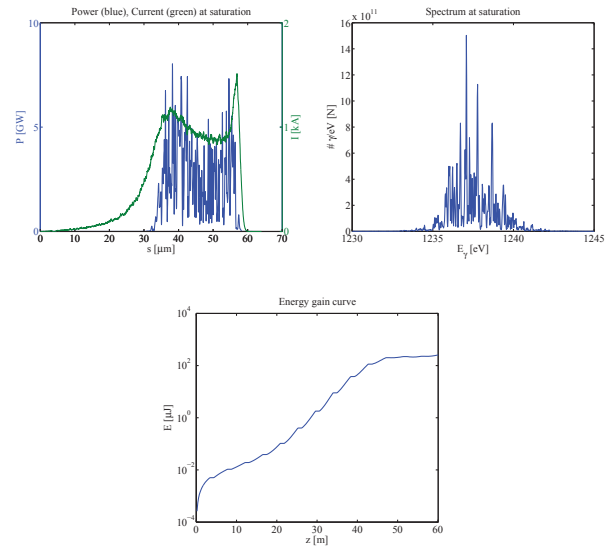 Power (blue), Current (green) at saturation
10
5
0
P [GW]
2
1
0
I [kA]
0 10 20 30 40 50 60 70
s [μm]
Spectrum at saturation
x 10^11
16
14
12
10
8
6
4
2
0
# γ/eV [N]
1230 1235 1240 1245
E_γ [eV]
Energy gain curve
10^4
10^2
10^0
10^−2
10^−4
E [μJ]
0 10 20 30 40 50 60
z [m]